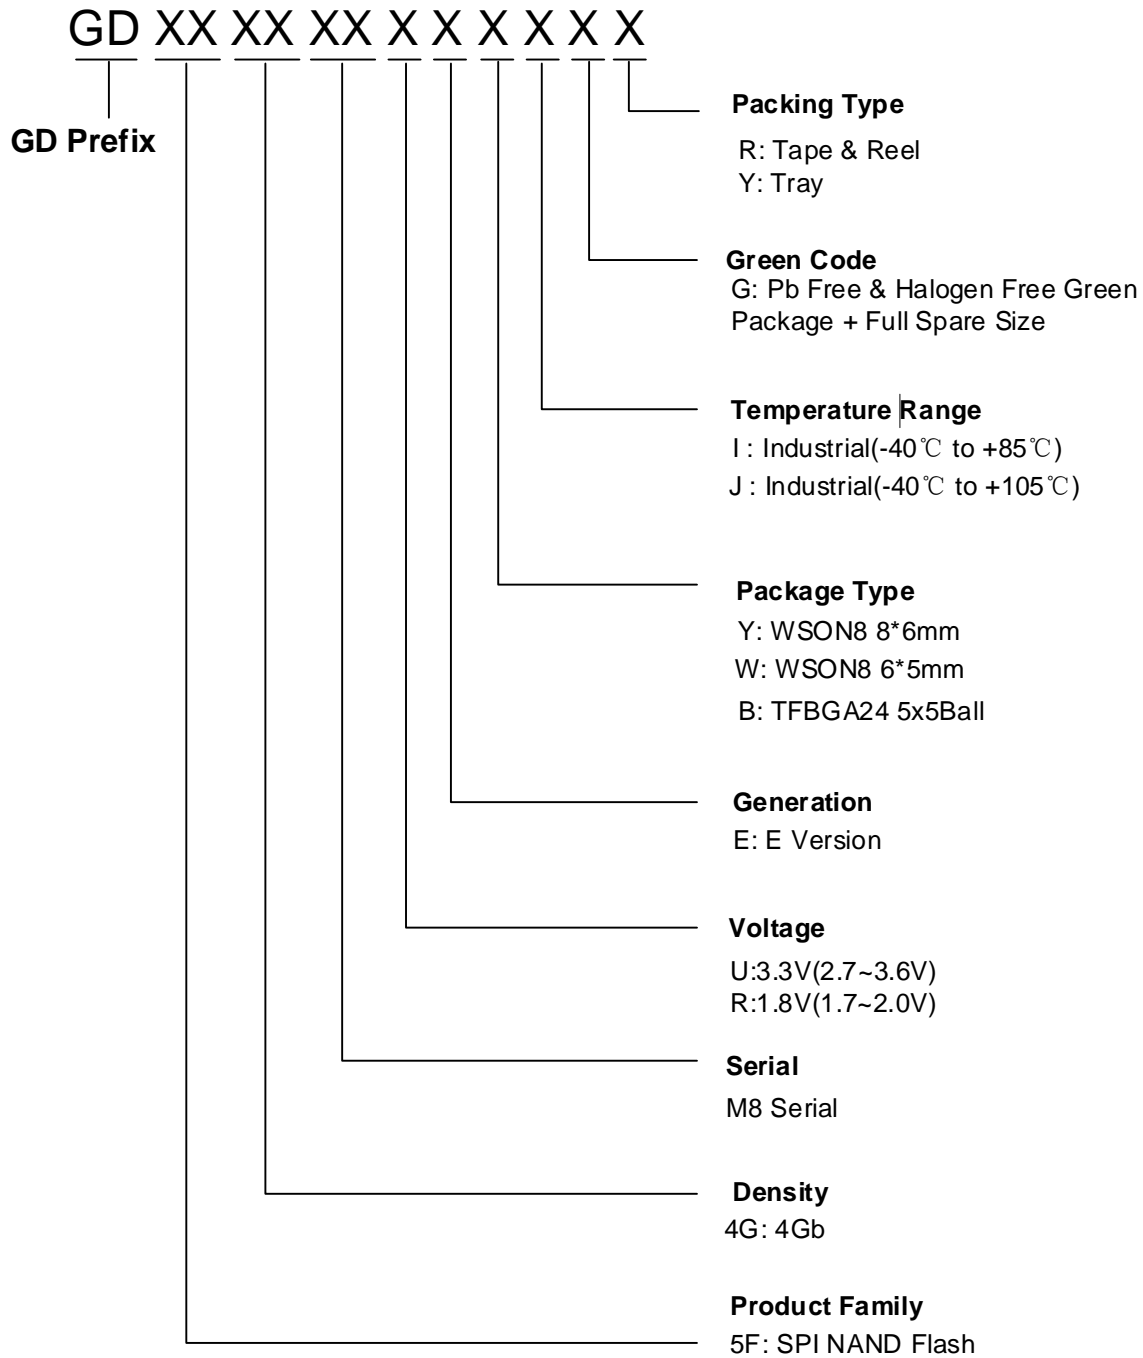 GD XX XX XX X X X X X X
GD Prefix
Packing Type
R: Tape & Reel
Y: Tray
Green Code
G: Pb Free & Halogen Free Green
Package + Full Spare Size
Temperature Range
I : Industrial(-40℃ to +85℃)
J : Industrial(-40℃ to +105℃)
Package Type
Y: WSON8 8*6mm
W: WSON8 6*5mm
B: TFBGA24 5x5Ball
Generation
E: E Version
Voltage
U:3.3V(2.7~3.6V)
R:1.8V(1.7~2.0V)
Serial
M8 Serial
Density
4G: 4Gb
Product Family
5F: SPI NAND Flash